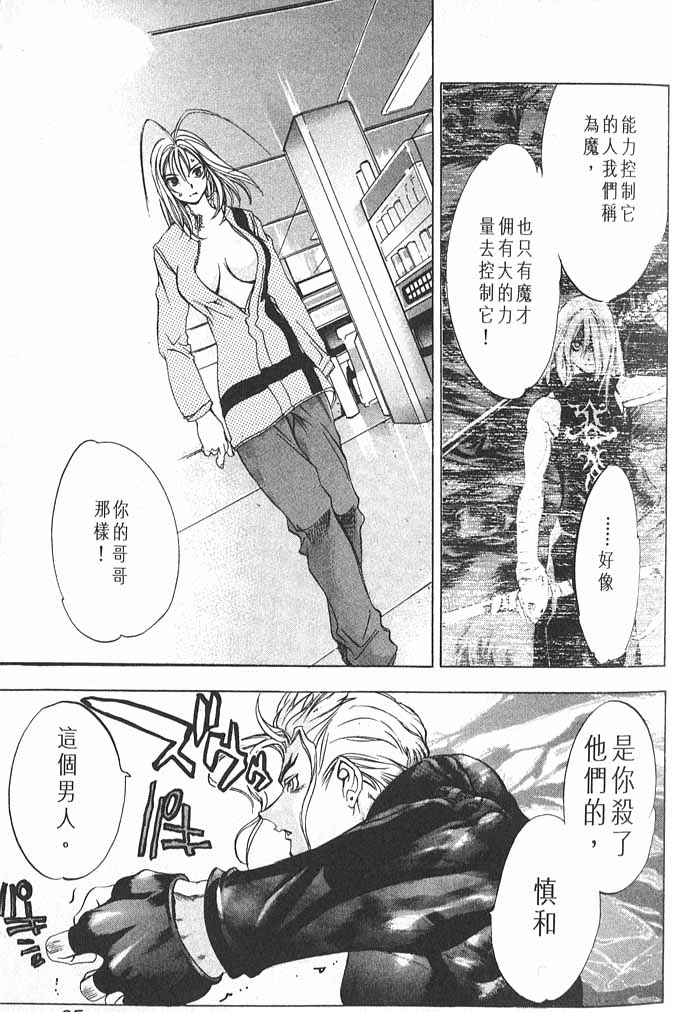 能力控制它
的人我們稱
為魔，
也只有魔才
佣有大的力
量去控制它！
……好像
你的哥哥
那樣！
是你殺了
他們的，
慎和
這個男人。
ズ